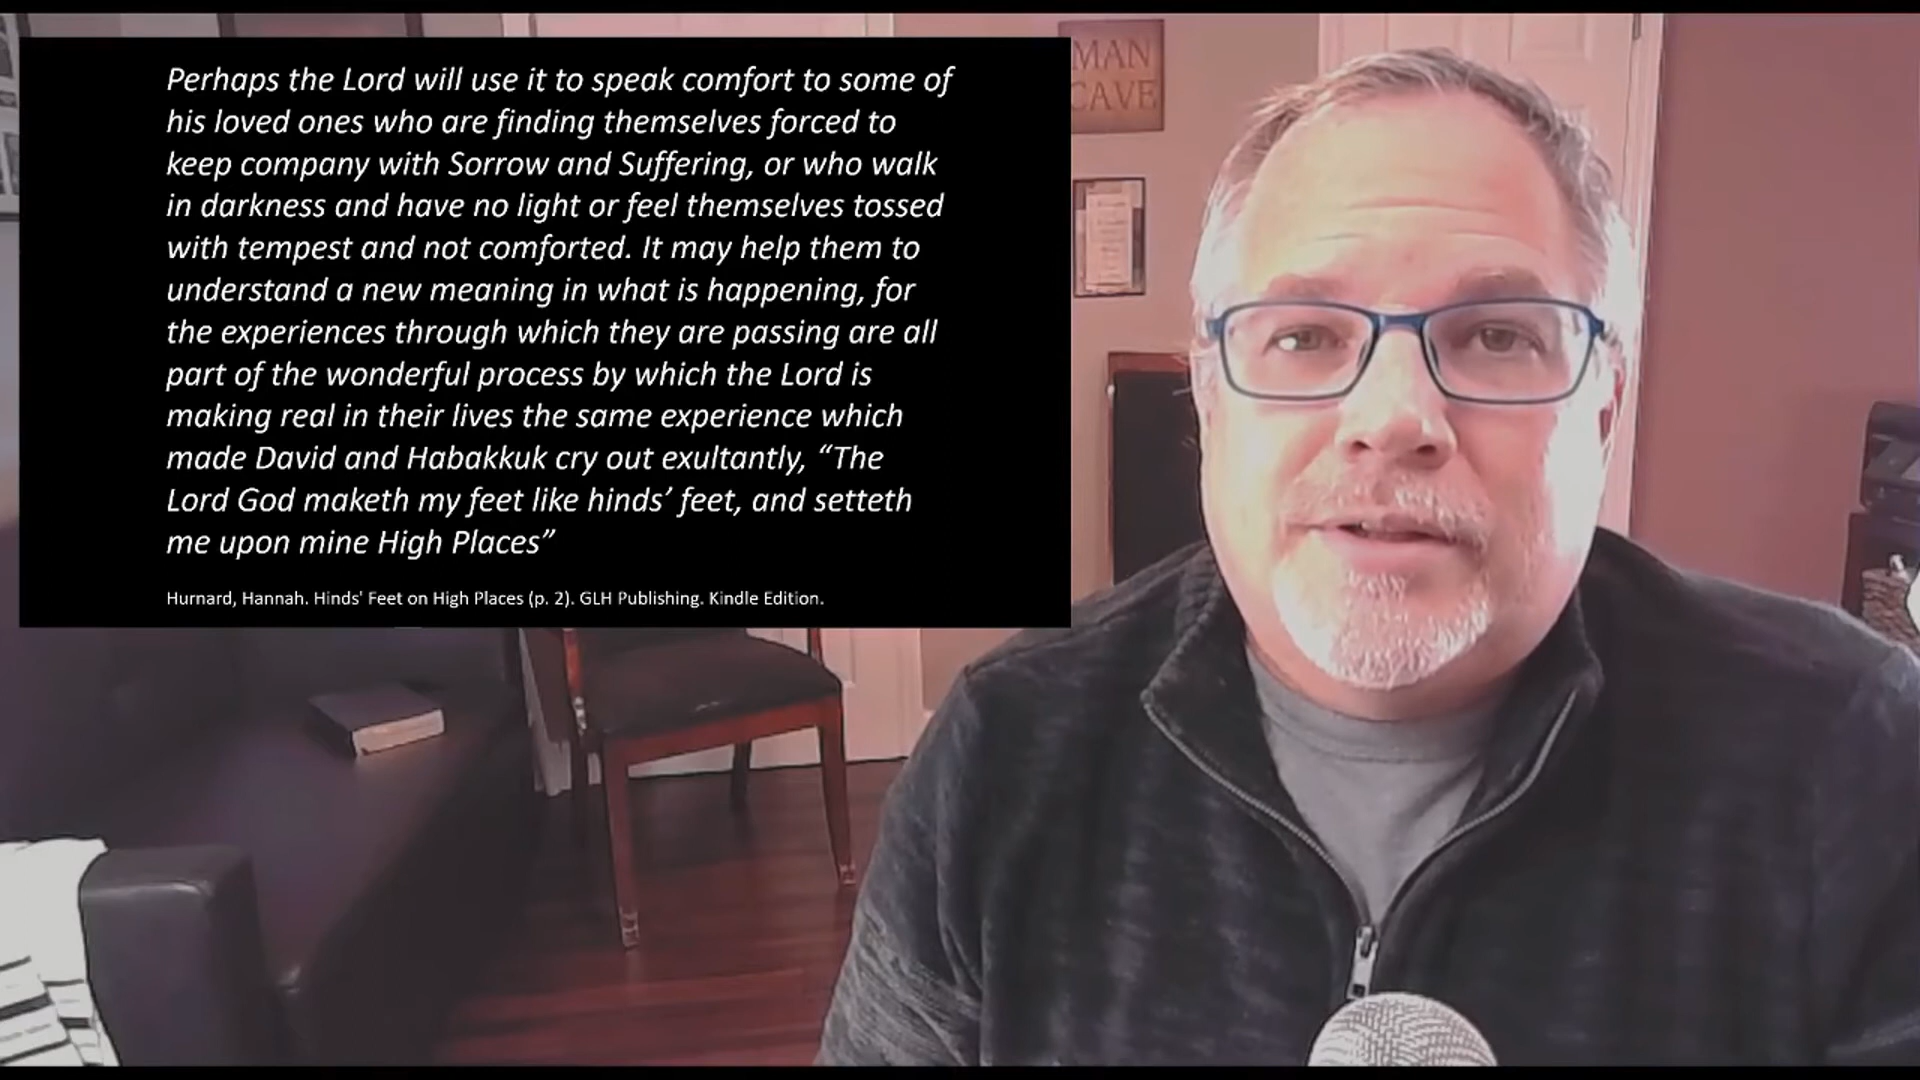 Perhaps the Lord will use it to speak comfort to some of
his loved ones who are finding themselves forced to
keep company with Sorrow and Suffering, or who walk
in darkness and have no light or feel themselves tossed
with tempest and not comforted. It may help them to
understand a new meaning in what is happening, for
the experiences through which they are passing are all
part of the wonderful process by which the Lord is
making real in their lives the same experience which
made David and Habakkuk cry out exultantly, “The
Lord God maketh my feet like hinds’ feet, and setteth
me upon mine High Places”
Hurnard, Hannah. Hinds' Feet on High Places (p. 2). GLH Publishing. Kindle Edition.
MAN
CAVE